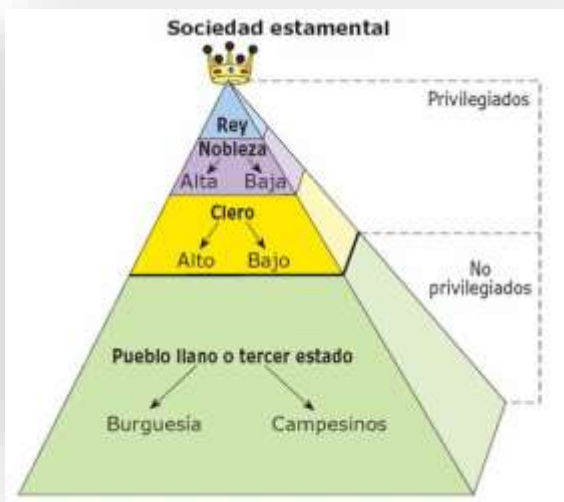 Sociedad estamental
Privilegiados
Rey
Nobleza
Alta Baja
Clero
Alto Bajo
No
privilegiados
Pueblo llano o tercer estado
Burguesía Campesinos